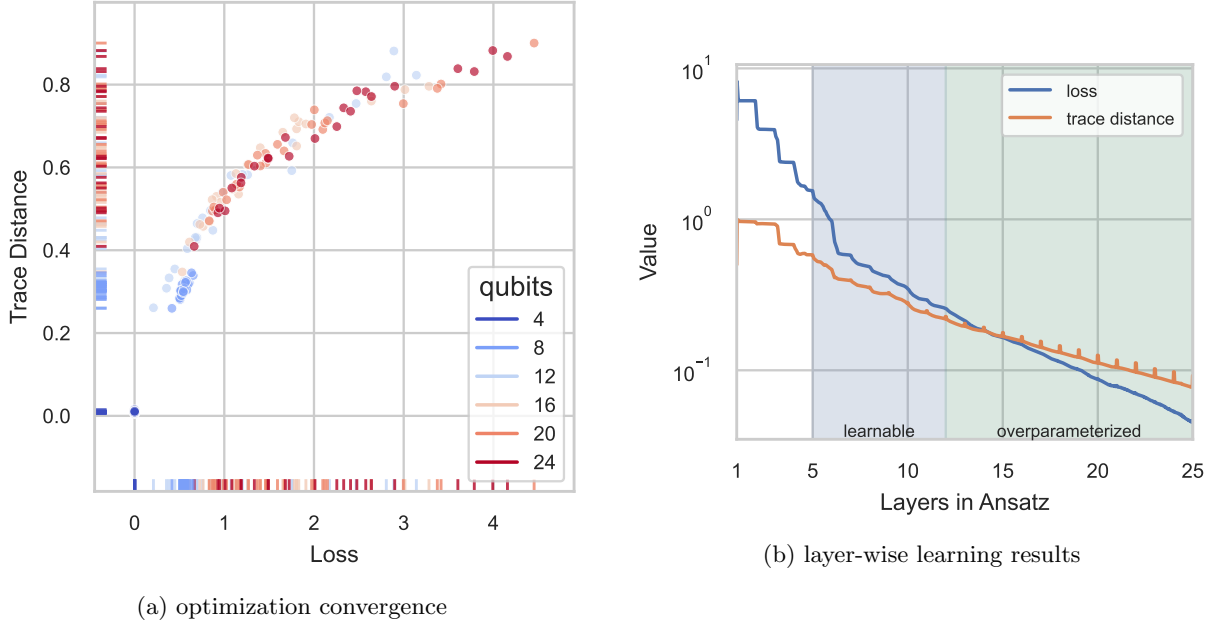 Trace Distance
0.8
0.6
0.4
0.2
0.0
qubits
4
8
12
16
20
24
0 1 2 3 4
Loss
(a) optimization convergence
Value
10^1
10^0
10^-1
loss
trace distance
learnable
overparameterized
1 5 10 15 20 25
Layers in Ansatz
(b) layer-wise learning results